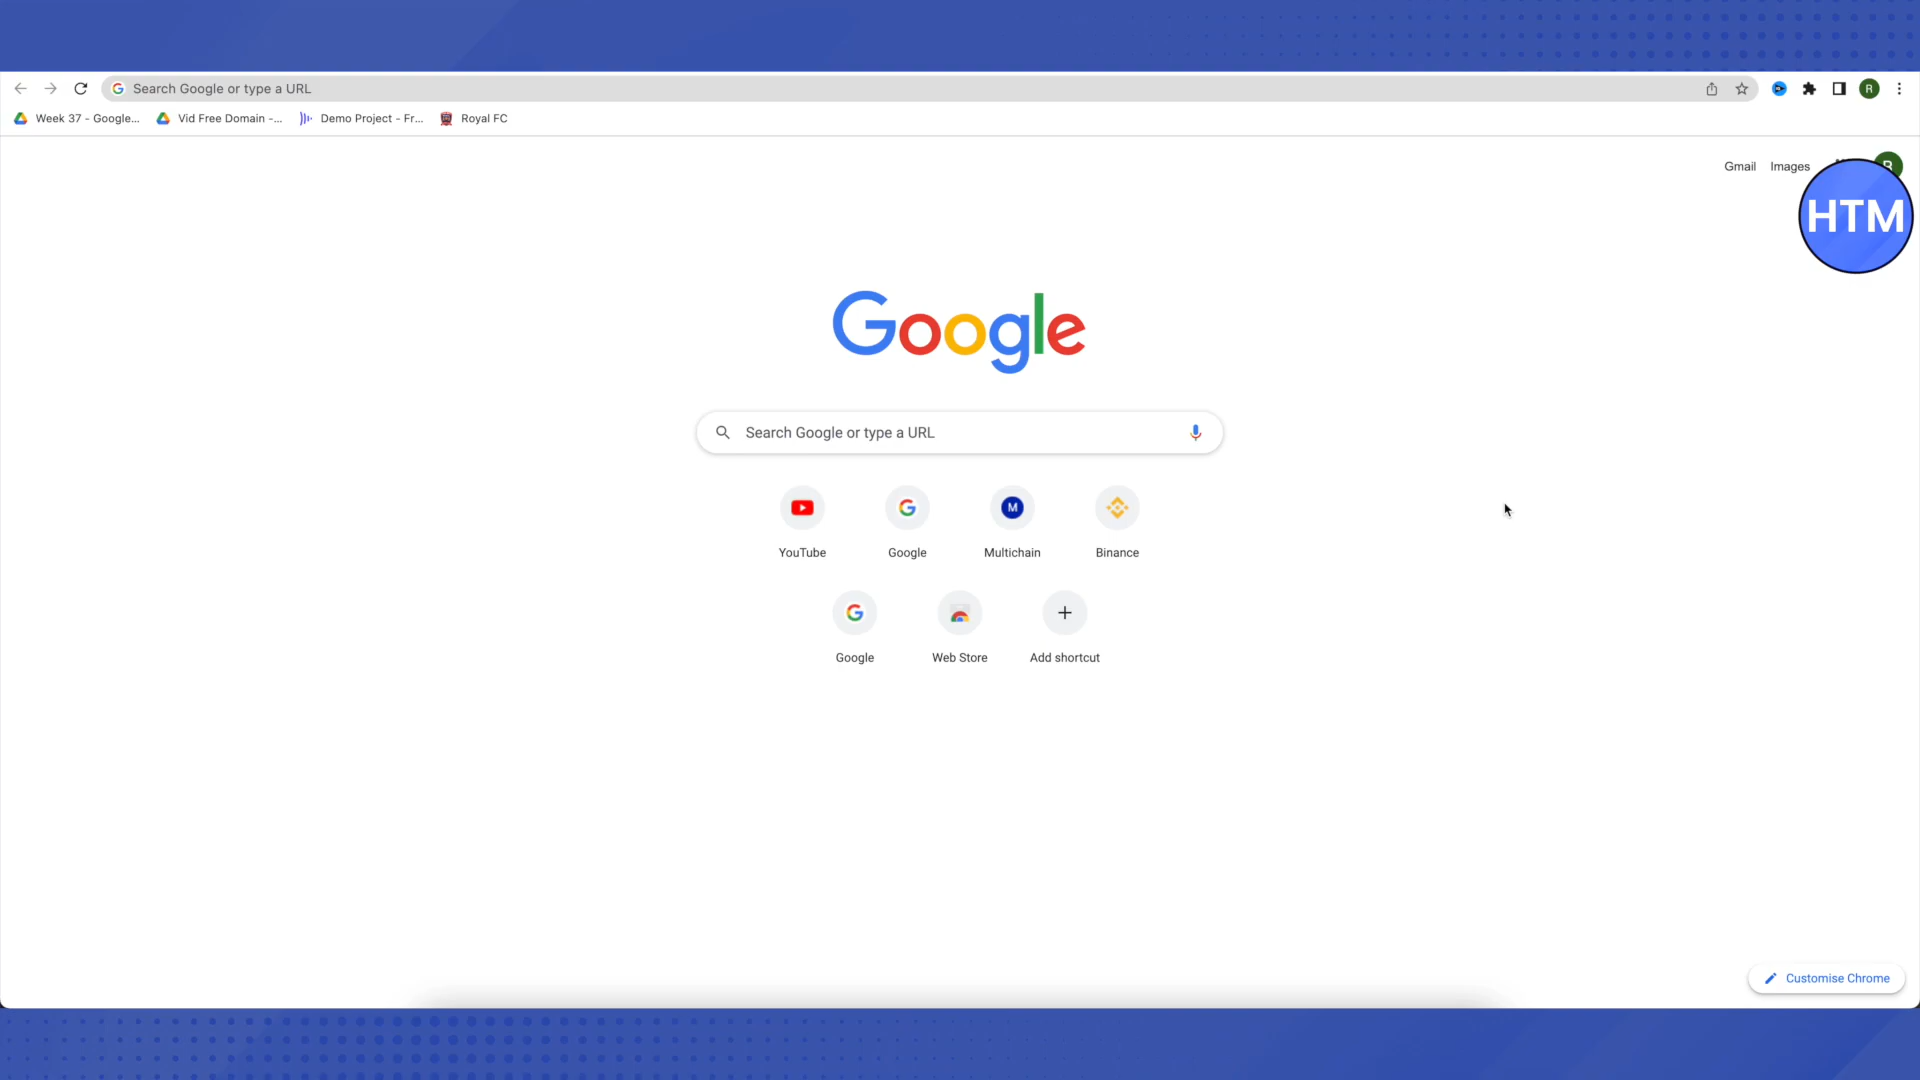 Search Google or type a URL
Week 37 - Google...
Vid Free Domain -...
Demo Project - Fr...
Royal FC
R
Gmail
Images
HTM
Google
Search Google or type a URL
M
YouTube
Google
Multichain
Binance
Google
Web Store
Add shortcut
Customise Chrome